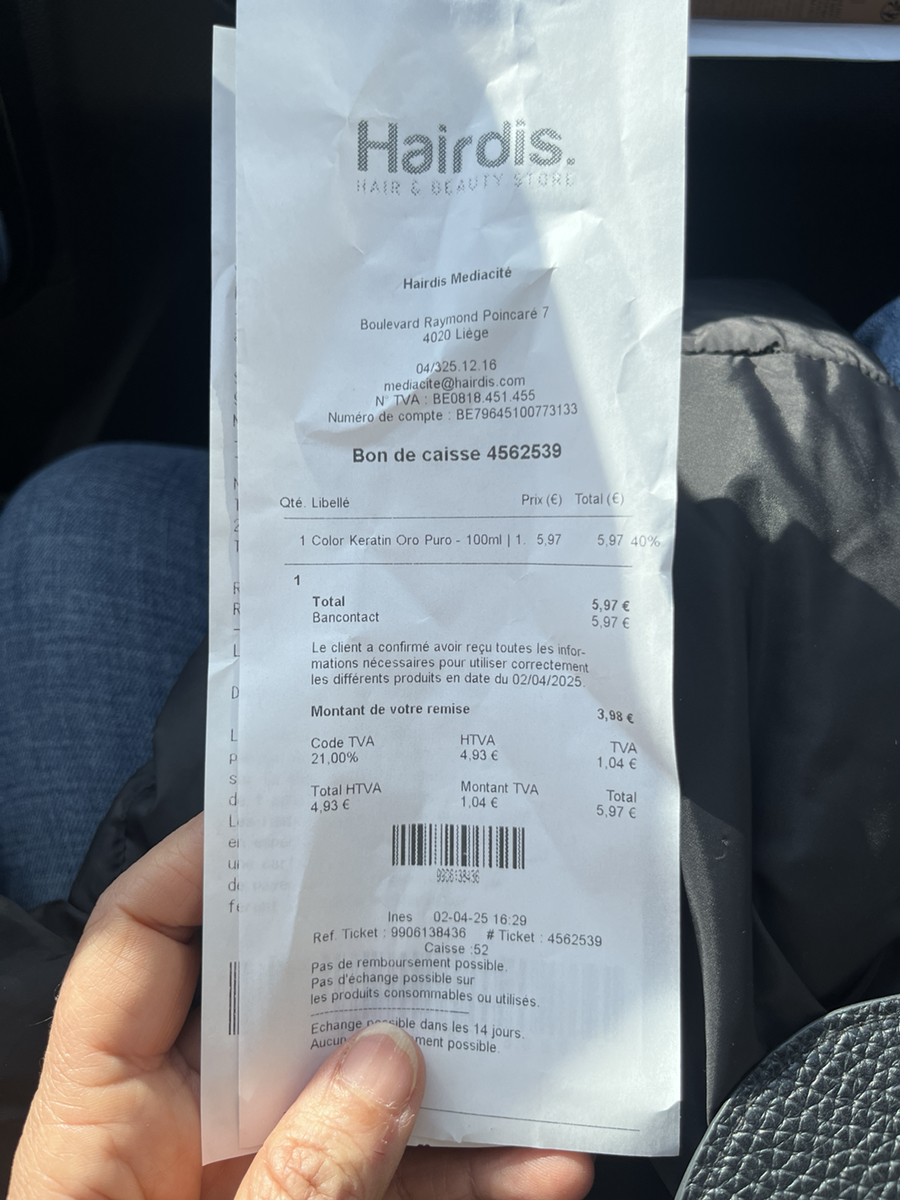 Hairdis.
HAIR & BEAUTY STORE
Hairdis Mediacité
Boulevard Raymond Poincaré 7
4020 Liège
04/325.12.16
mediacite@hairdis.com
N° TVA : BE0818.451.455
Numéro de compte : BE79645100773133
Bon de caisse 4562539
Qté. Libellé Prix (€) Total (€)
1 Color Keratin Oro Puro - 100ml | 1. 5,97 5,97 40%
1
Total 5,97 €
Bancontact 5,97 €
Le client a confirmé avoir reçu toutes les infor-
mations nécessaires pour utiliser correctement
les différents produits en date du 02/04/2025.
Montant de votre remise 3,98 €
Code TVA HTVA TVA
21,00% 4,93 € 1,04 €
Total HTVA Montant TVA Total
4,93 € 1,04 € 5,97 €
9906138436
Ines 02-04-25 16:29
Ref. Ticket : 9906138436 # Ticket : 4562539
Caisse :52
Pas de remboursement possible.
Pas d'échange possible sur
les produits consommables ou utilisés.
Echange possible dans les 14 jours.
possible.